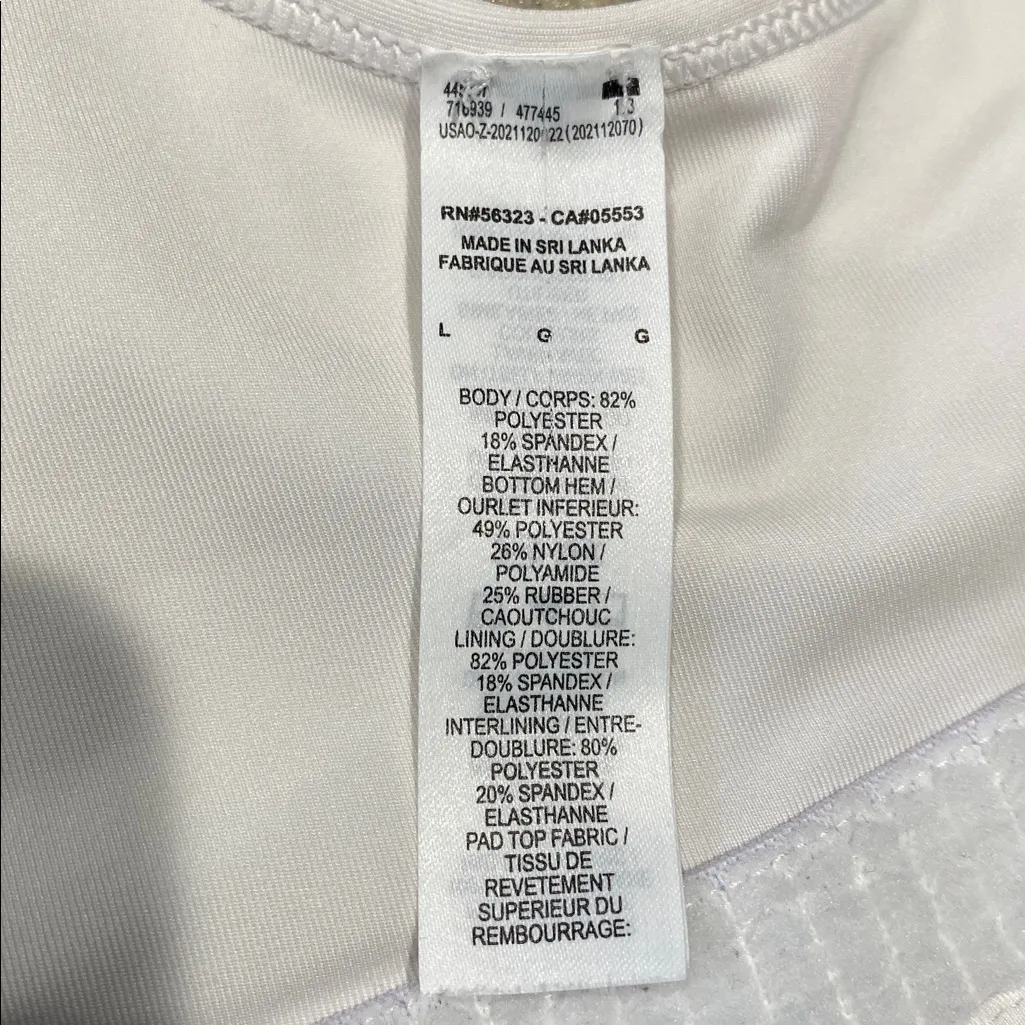 716939 / 477445
USAO-Z-2021120 22 (202112070)
RN#56323 - CA#05553
MADE IN SRI LANKA
FABRIQUE AU SRI LANKA
L G G
BODY / CORPS: 82%
POLYESTER
18% SPANDEX /
ELASTHANNE
BOTTOM HEM /
OURLET INFERIEUR:
49% POLYESTER
26% NYLON /
POLYAMIDE
25% RUBBER /
CAOUTCHOUC
LINING / DOUBLURE:
82% POLYESTER
18% SPANDEX /
ELASTHANNE
INTERLINING / ENTRE-
DOUBLURE: 80%
POLYESTER
20% SPANDEX /
ELASTHANNE
PAD TOP FABRIC /
TISSU DE
REVETEMENT
SUPERIEUR DU
REMBOURRAGE: